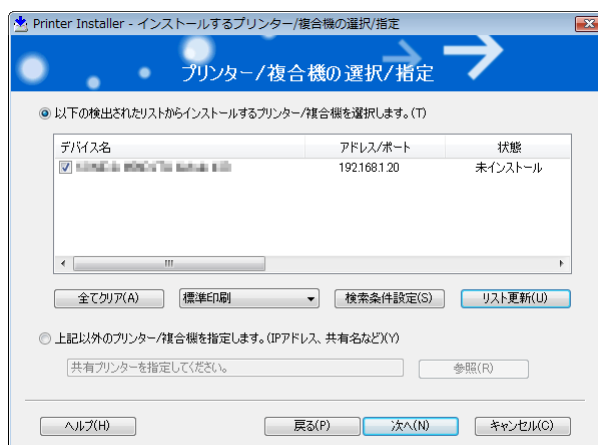 Printer Installer - インストールするプリンター/複合機の選択/指定
プリンター/複合機の選択/指定
以下の検出されたリストからインストールするプリンター/複合機を選択します。(T)
デバイス名 アドレス/ポート 状態
192.168.1.20 未インストール
全てクリア(A) 標準印刷 検索条件設定(S) リスト更新(U)
上記以外のプリンター/複合機を指定します。(IPアドレス、共有名など)(Y)
共有プリンターを指定してください。 参照(R)
ヘルプ(H) 戻る(P) 次へ(N) キャンセル(C)